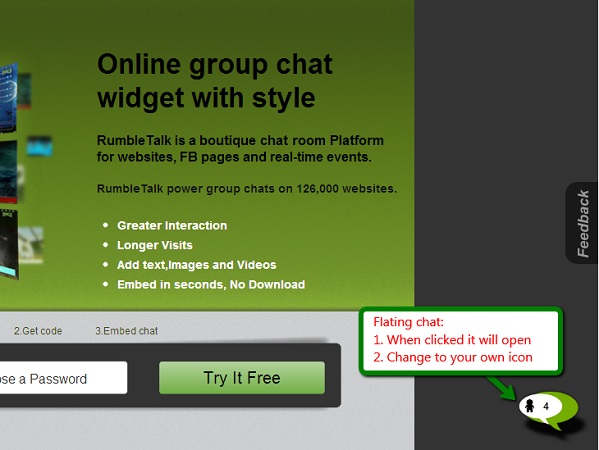 Online group chat
widget with style
RumbleTalk is a boutique chat room Platform
for websites, FB pages and real-time events.
RumbleTalk power group chats on 126,000 websites.
Greater Interaction
Longer Visits
Add text,Images and Videos
Embed in seconds, No Download
Feedback
2.Get code
3.Embed chat
Flating chat:
1. When clicked it will open
2. Change to your own icon
a Password
Try It Free
4